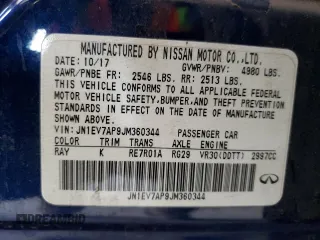 MANUFACTURED BY NISSAN MOTOR CO.,LTD.
DATE: 10/17 GVWR/PNBV: 4980 LBS.
GAWR/PNBE FR: 2546 LBS. RR: 2513 LBS.
THIS VEHICLE CONFORMS TO ALL APPLICABLE
FEDERAL MOTOR VEHICLE SAFETY,BUMPER,AND THEFT
PREVENTION STANDARDS IN EFFECT ON THE DATE OF MANUFACTURE
SHOWN ABOVE.
VIN: JN1EV7AP9JM360344 PASSENGER CAR
COLOR TRIM TRANS AXLE ENGINE
RAY K RE7R01A RG29 VR30(DDTT) 2997CC
JN1EV7AP9JM360344
INFINITI
AUTOBIDMASTER